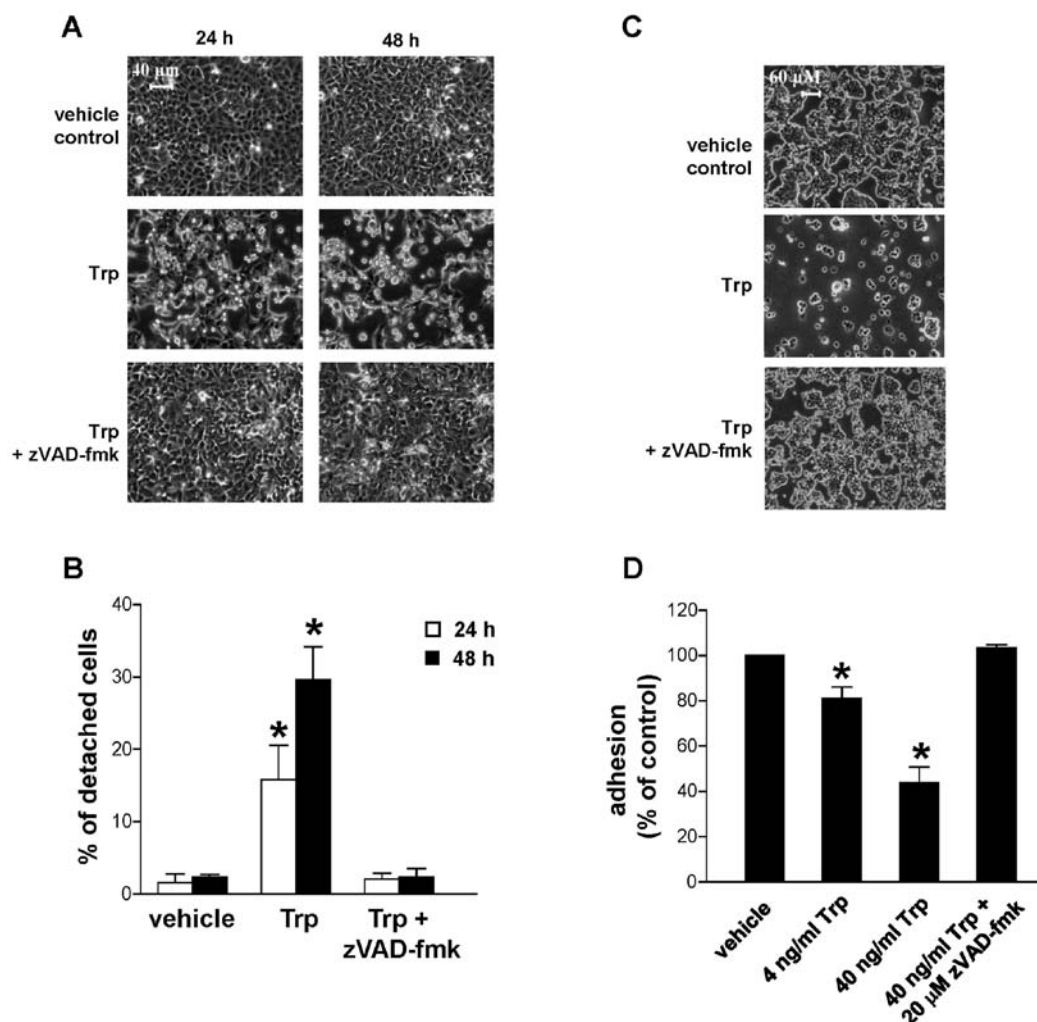 A
24 h
48 h
40 µm
vehicle
control
Trp
Trp
+ zVAD-fmk
C
60 µM
vehicle
control
Trp
Trp
+ zVAD-fmk
B
% of detached cells
40
30
20
10
0
*
*
24 h
48 h
vehicle
Trp
Trp +
zVAD-fmk
D
adhesion
(% of control)
120
100
80
60
40
20
0
*
*
vehicle
4 ng/ml Trp
40 ng/ml Trp
40 ng/ml Trp +
20 µM zVAD-fmk